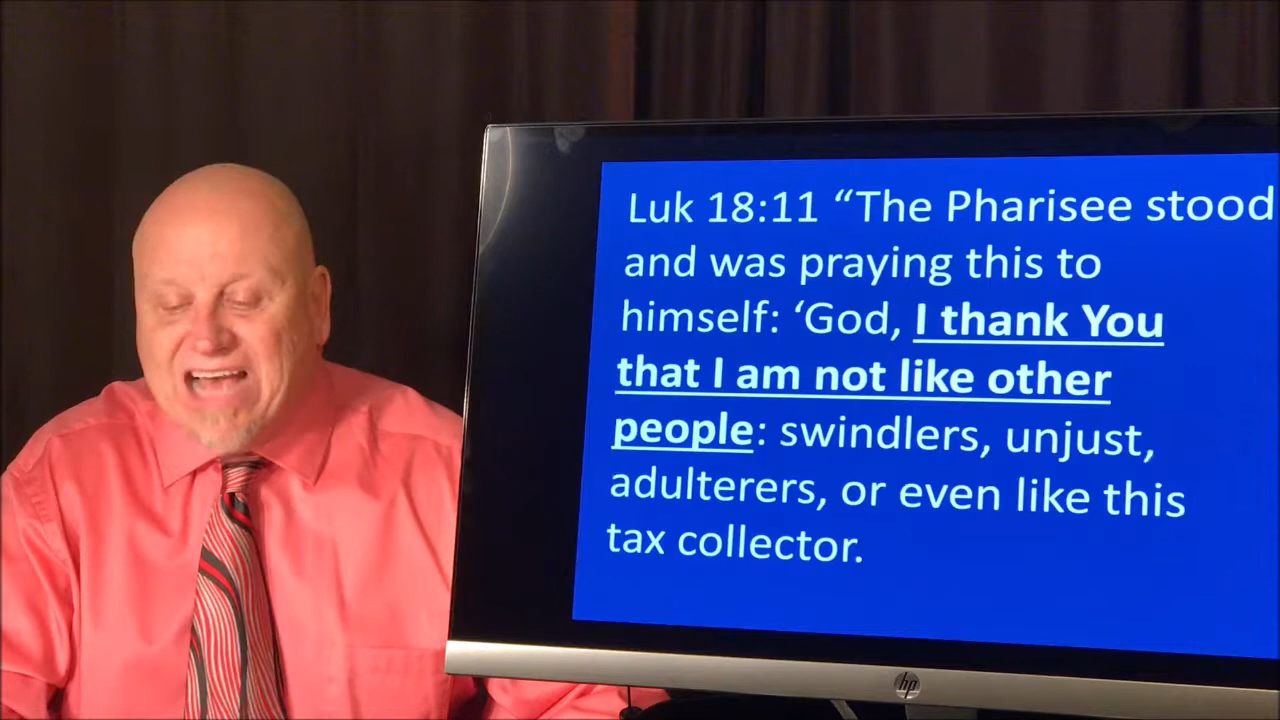 Luk 18:11 “The Pharisee stood
and was praying this to
himself: ‘God, I thank You
that I am not like other
people: swindlers, unjust,
adulterers, or even like this
tax collector.
hp